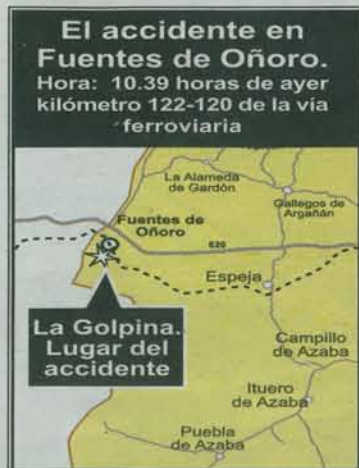 El accidente en
Fuentes de Oñoro.
Hora: 10.39 horas de ayer
kilómetro 122-120 de la vía
ferroviaria
La Alameda
de Gardón
Gallegos de
Argañán
Fuentes de
Oñoro
620
Espeja
La Golpina.
Lugar del
accidente
Campillo
de Azaba
Ituero
de Azaba
Puebla
de Azaba